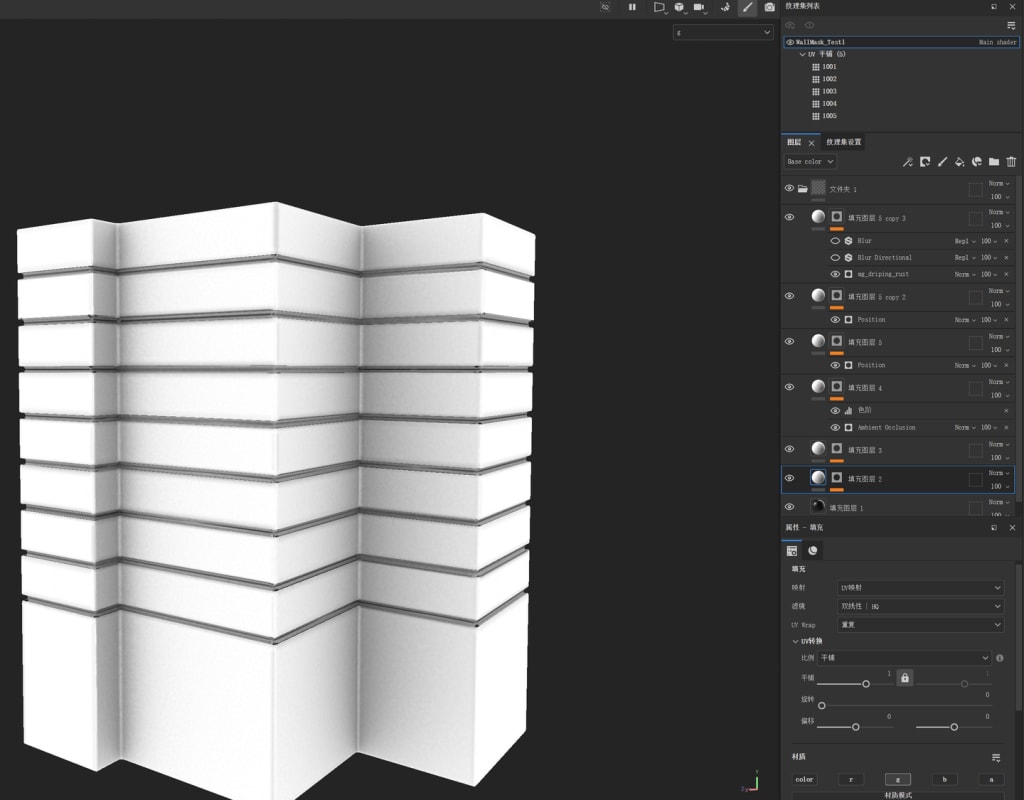 g
纹理集列表
WallMask_Test1 Main shader
UV 平铺 (5)
1001
1002
1003
1004
1005
图层 纹理集设置
Base color
文件夹 1 Norm
100
填充图层 5 copy 3 Norm
100
Blur Repl 100
Blur Directional Repl 100
mg_driping_rust Norm 100
填充图层 5 copy 2 Norm
100
Position Norm 100
填充图层 5 Norm
100
Position Norm 100
填充图层 4 Norm
100
色阶
Ambient Occlusion Norm 100
填充图层 3 Norm
100
填充图层 2 Norm
100
填充图层 1 Norm
100
属性 - 填充
填充
映射 UV映射
滤镜 双线性 | HQ
UV Wrap 重复
UV转换
比例 平铺
平铺 1 1
旋转 0
偏移 0 0
材质
color r g b a
材质模式
Y